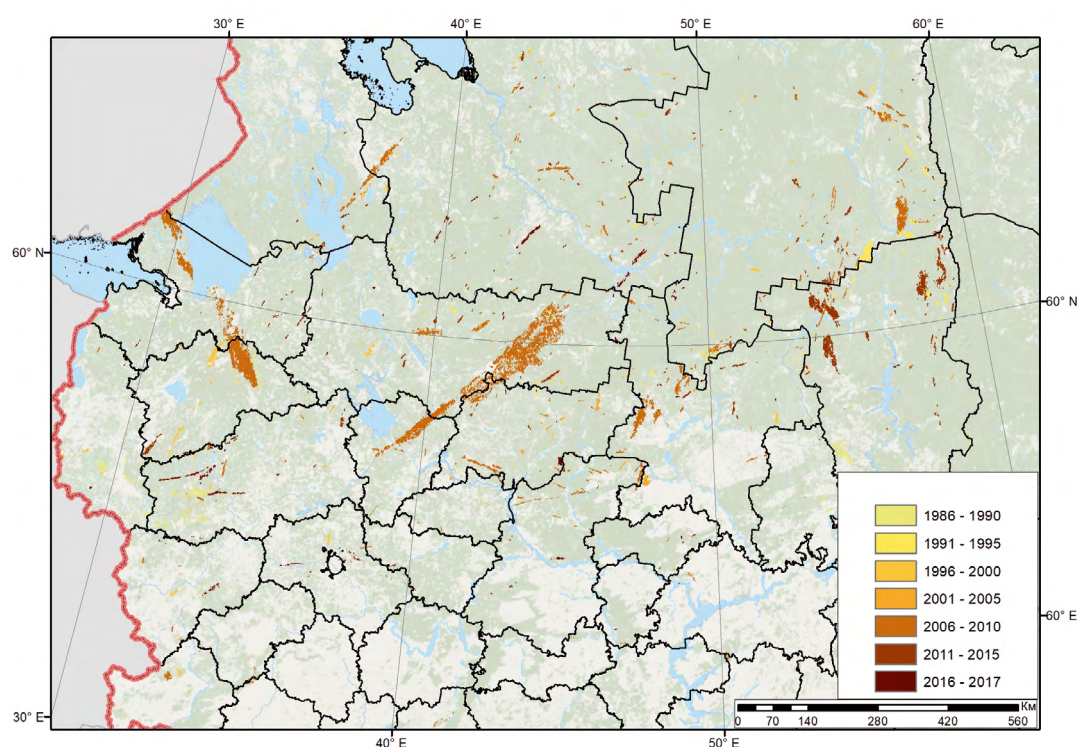 30° E
40° E
50° E
60° E
60° N
60° N
1986 - 1990
1991 - 1995
1996 - 2000
2001 - 2005
2006 - 2010
2011 - 2015
2016 - 2017
60° E
Км
0 70 140 280 420 560
30° E
40° E
50° E